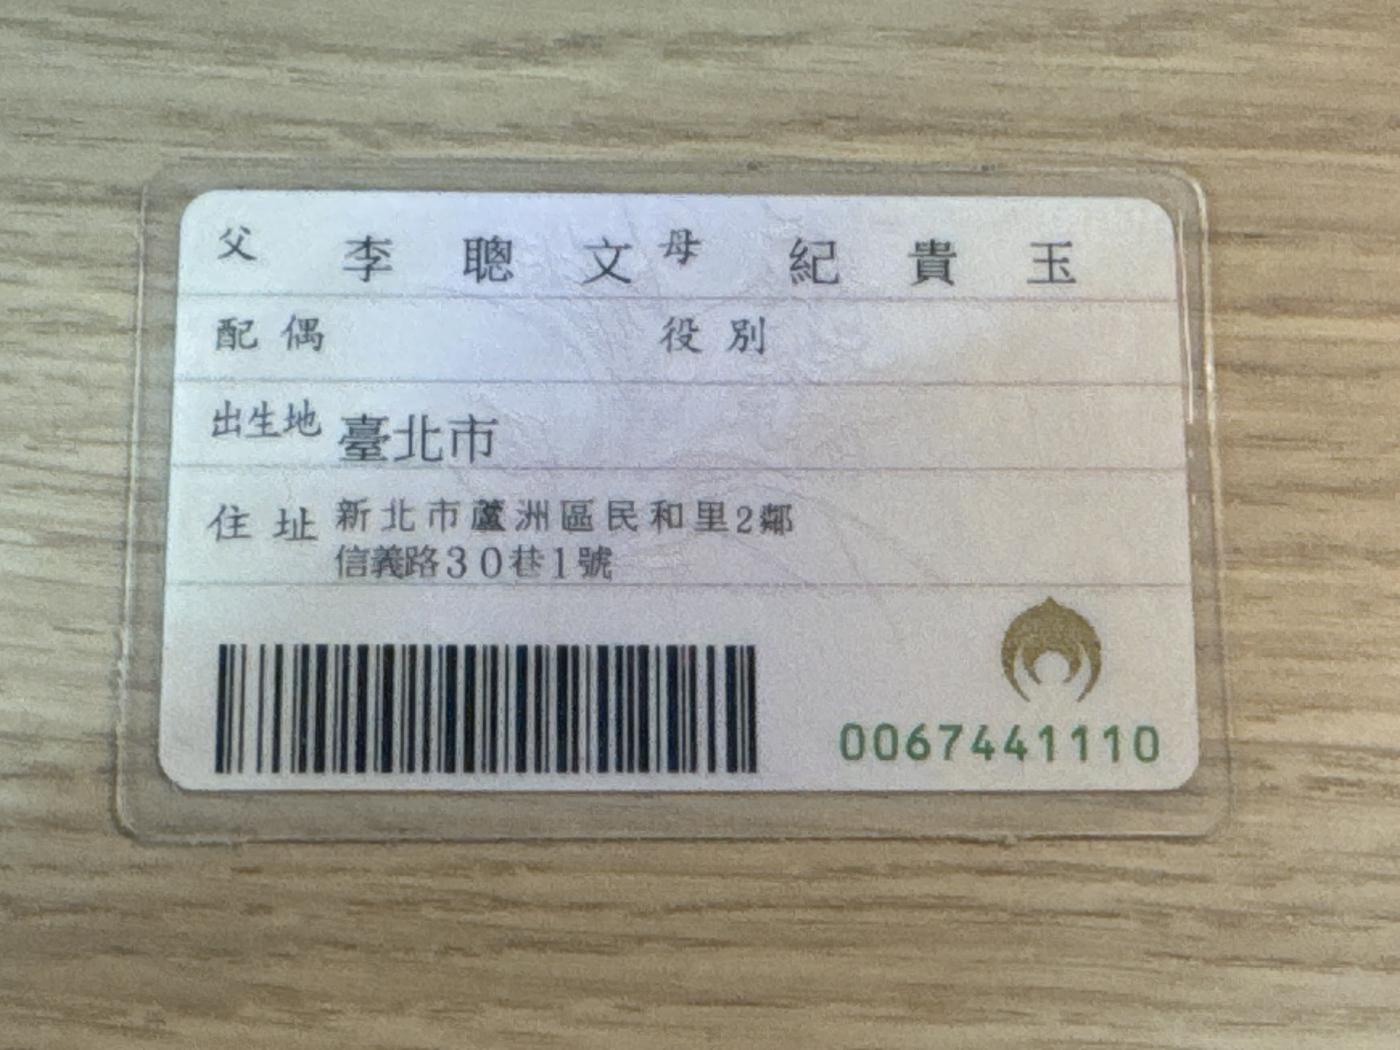 父 李聰文 母 紀貴玉
配偶 役別
出生地 臺北市
住址 新北市蘆洲區民和里2鄰
信義路30巷1號
0067441110